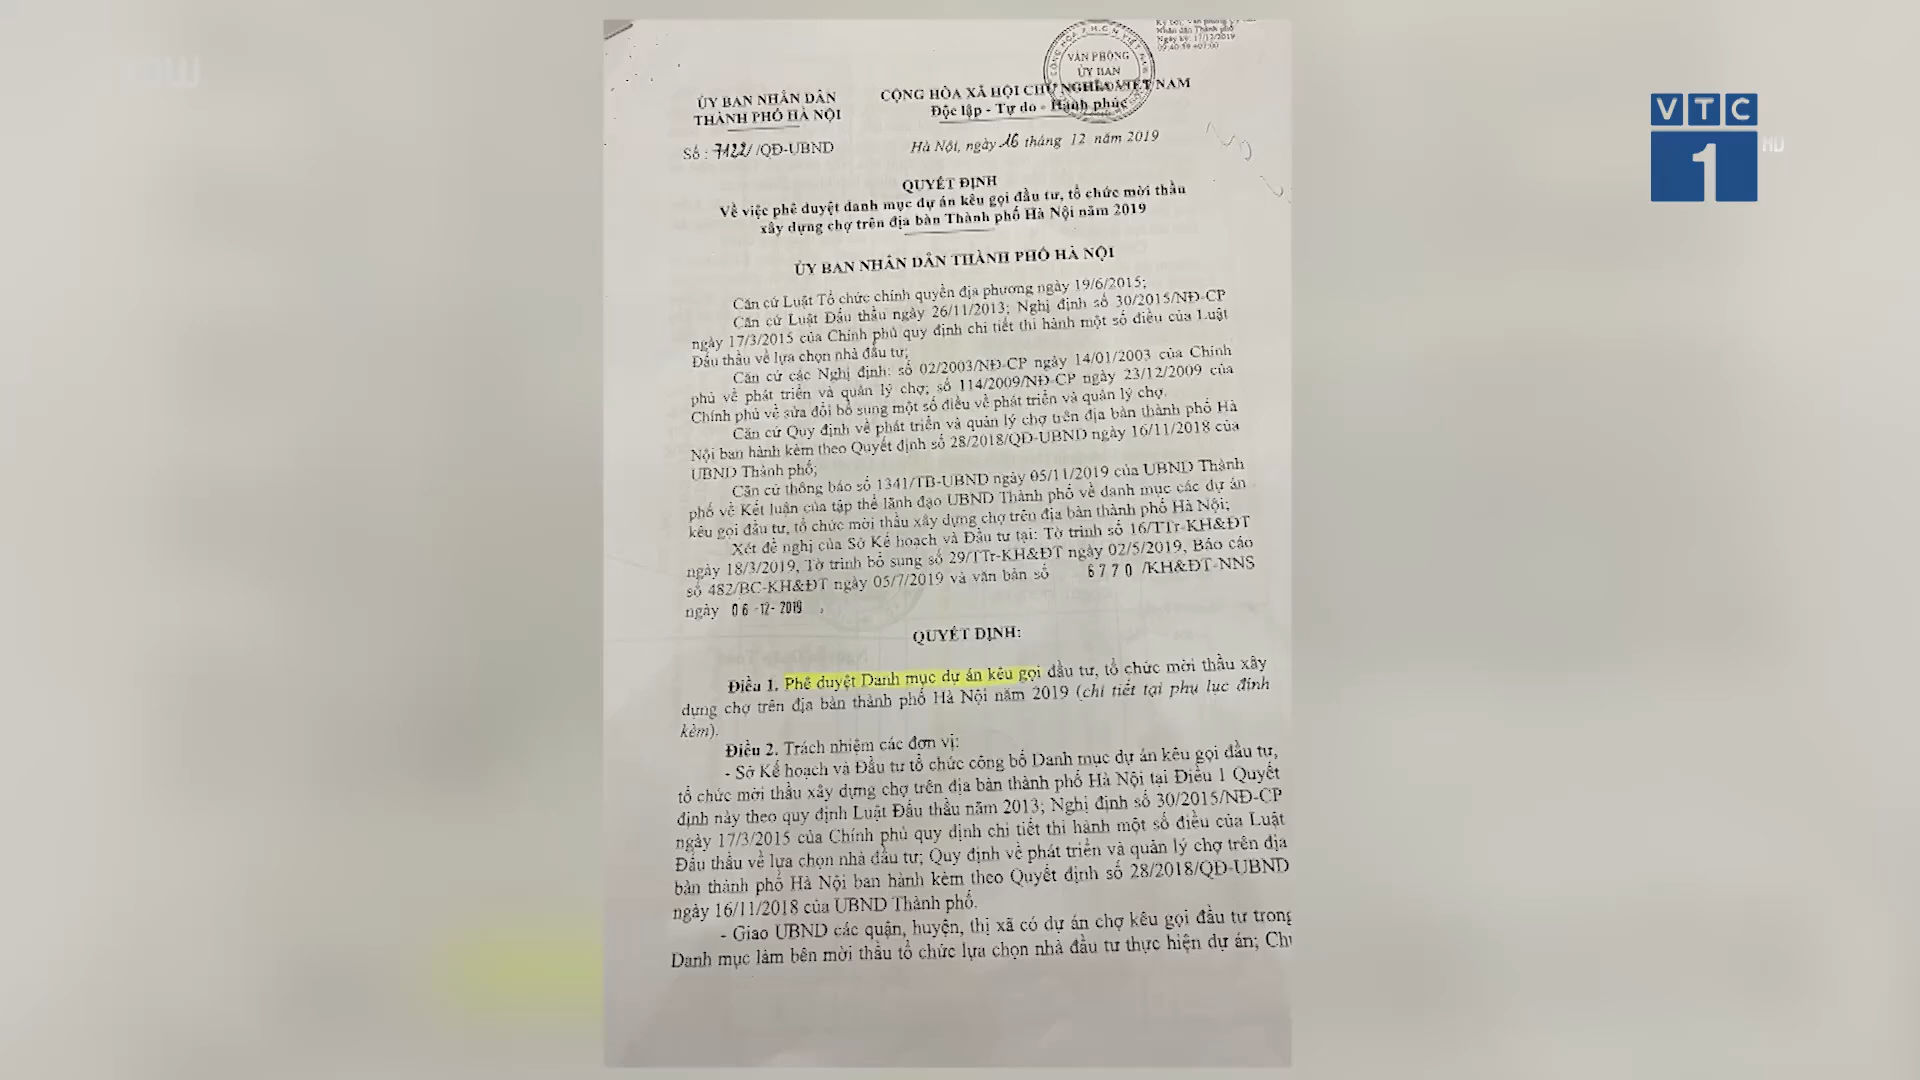 VTC
1
HD
Nhân dân Thành phố
Ngày ký: 17/12/2019
09:40:59 +07:00
VĂN PHÒNG
ỦY BAN
ỦY BAN NHÂN DÂN
THÀNH PHỐ HÀ NỘI
CỘNG HÒA XÃ HỘI CHỦ NGHĨA VIỆT NAM
Độc lập - Tự do - Hạnh phúc
Số : 7122/ /QĐ-UBND
Hà Nội, ngày 16 tháng 12 năm 2019
QUYẾT ĐỊNH
Về việc phê duyệt danh mục dự án kêu gọi đầu tư, tổ chức mời thầu
xây dựng chợ trên địa bàn Thành phố Hà Nội năm 2019
ỦY BAN NHÂN DÂN THÀNH PHỐ HÀ NỘI
Căn cứ Luật Tổ chức chính quyền địa phương ngày 19/6/2015;
Căn cứ Luật Đấu thầu ngày 26/11/2013; Nghị định số 30/2015/NĐ-CP
ngày 17/3/2015 của Chính phủ quy định chi tiết thi hành một số điều của Luật
Đấu thầu về lựa chọn nhà đầu tư;
Căn cứ các Nghị định: số 02/2003/NĐ-CP ngày 14/01/2003 của Chính
phủ về phát triển và quản lý chợ; số 114/2009/NĐ-CP ngày 23/12/2009 của
Chính phủ về sửa đổi bổ sung một số điều về phát triển và quản lý chợ.
Căn cứ Quy định về phát triển và quản lý chợ trên địa bàn thành phố Hà
Nội ban hành kèm theo Quyết định số 28/2018/QĐ-UBND ngày 16/11/2018 của
UBND Thành phố;
Căn cứ thông báo số 1341/TB-UBND ngày 05/11/2019 của UBND Thành
phố về Kết luận của tập thể lãnh đạo UBND Thành phố về danh mục các dự án
kêu gọi đầu tư, tổ chức mời thầu xây dựng chợ trên địa bàn thành phố Hà Nội;
Xét đề nghị của Sở Kế hoạch và Đầu tư tại: Tờ trình số 16/TTr-KH&ĐT
ngày 18/3/2019, Tờ trình bổ sung số 29/TTr-KH&ĐT ngày 02/5/2019, Báo cáo
số 482/BC-KH&ĐT ngày 05/7/2019 và văn bản số 6770 /KH&ĐT-NNS
ngày 06-12-2019 .
QUYẾT ĐỊNH:
Điều 1. Phê duyệt Danh mục dự án kêu gọi đầu tư, tổ chức mời thầu xây
dựng chợ trên địa bàn thành phố Hà Nội năm 2019 (chi tiết tại phụ lục đính
kèm).
Điều 2. Trách nhiệm các đơn vị:
- Sở Kế hoạch và Đầu tư tổ chức công bố Danh mục dự án kêu gọi đầu tư,
tổ chức mời thầu xây dựng chợ trên địa bàn thành phố Hà Nội tại Điều 1 Quyết
định này theo quy định Luật Đấu thầu năm 2013; Nghị định số 30/2015/NĐ-CP
ngày 17/3/2015 của Chính phủ quy định chi tiết thi hành một số điều của Luật
Đấu thầu về lựa chọn nhà đầu tư; Quy định về phát triển và quản lý chợ trên địa
bàn thành phố Hà Nội ban hành kèm theo Quyết định số 28/2018/QĐ-UBND
ngày 16/11/2018 của UBND Thành phố.
- Giao UBND các quận, huyện, thị xã có dự án chợ kêu gọi đầu tư trong
Danh mục làm bên mời thầu tổ chức lựa chọn nhà đầu tư thực hiện dự án;